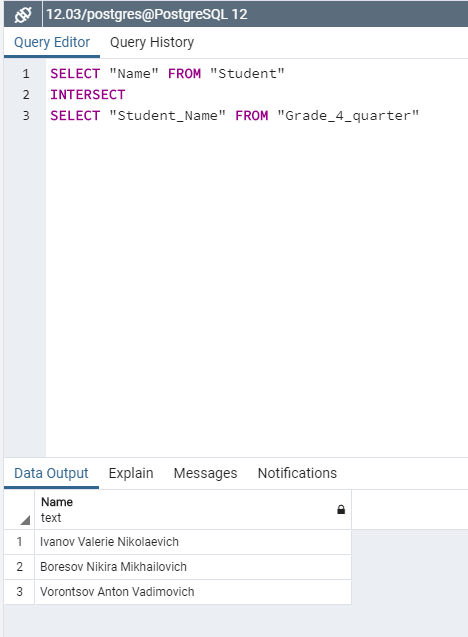 12.03/postgres@PostgreSQL 12
Query Editor Query History
1 SELECT "Name" FROM "Student"
2 INTERSECT
3 SELECT "Student_Name" FROM "Grade_4_quarter"
Data Output Explain Messages Notifications
Name
text
1 Ivanov Valerie Nikolaevich
2 Boresov Nikira Mikhailovich
3 Vorontsov Anton Vadimovich